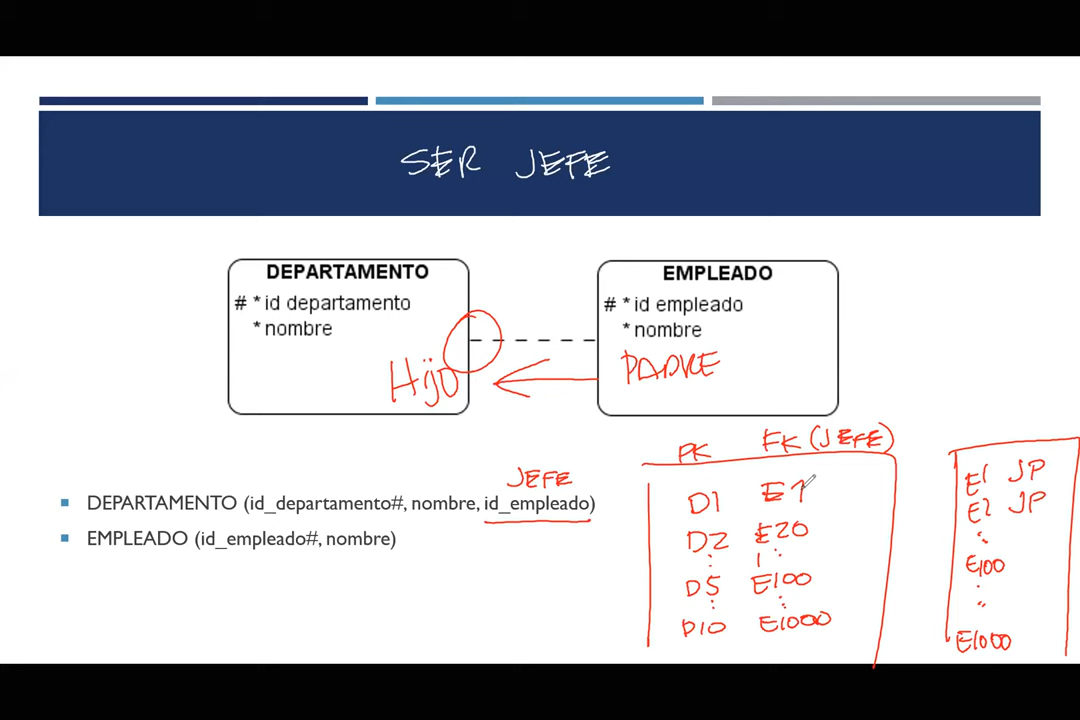 SER JEFE
DEPARTAMENTO
# * id departamento
* nombre
Hijo
EMPLEADO
# * id empleado
* nombre
PADRE
JEFE
DEPARTAMENTO (id_departamento#, nombre, id_empleado)
EMPLEADO (id_empleado#, nombre)
PK FK (JEFE)
D1 E1
D2 E20
D5 E100
D10 E1000
E1 JP
E2 JP
E100
E1000